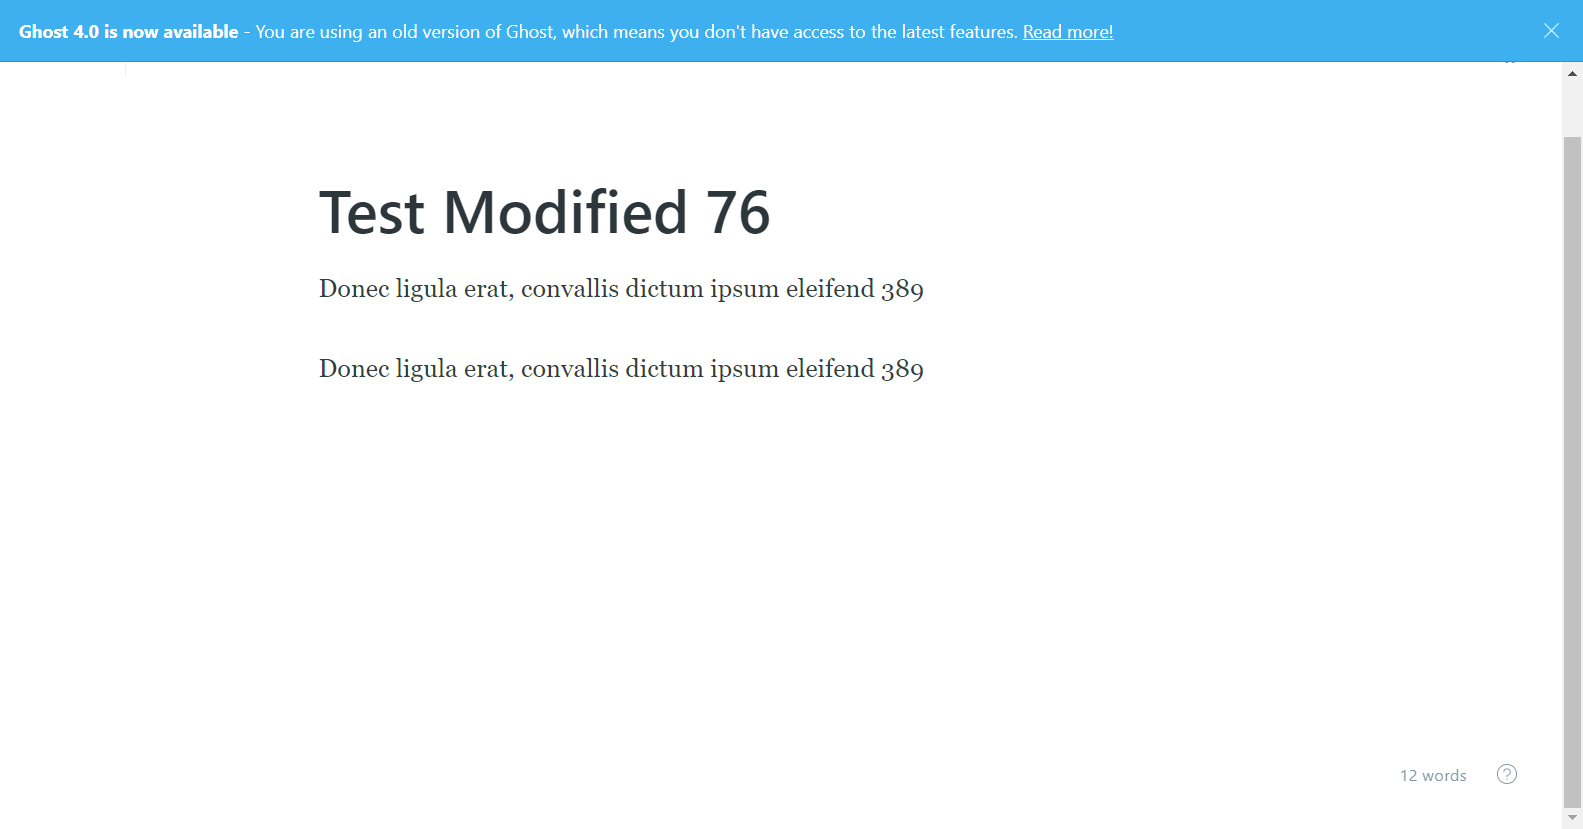 Ghost 4.0 is now available - You are using an old version of Ghost, which means you don't have access to the latest features. Read more!
Test Modified 76
Donec ligula erat, convallis dictum ipsum eleifend 389
Donec ligula erat, convallis dictum ipsum eleifend 389
12 words
?